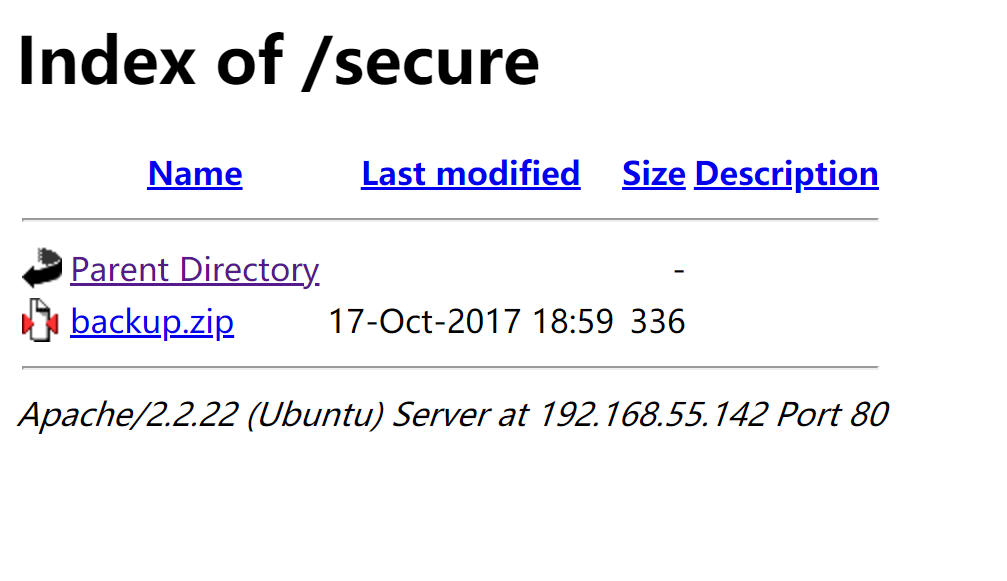 Index of /secure
Name Last modified Size Description
Parent Directory -
backup.zip 17-Oct-2017 18:59 336
Apache/2.2.22 (Ubuntu) Server at 192.168.55.142 Port 80